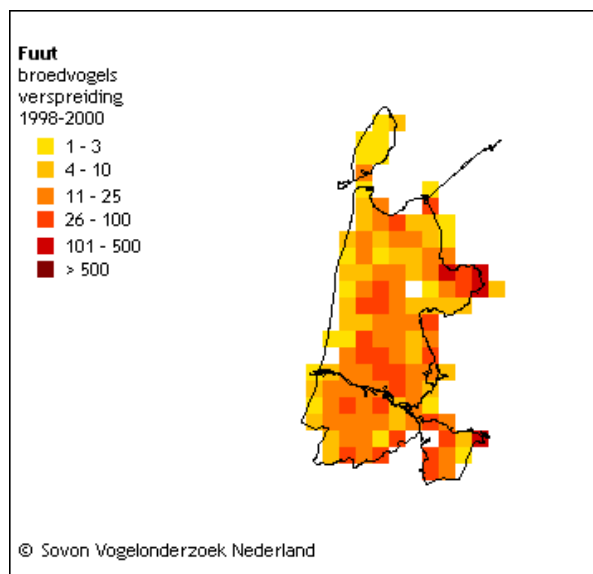 Fuut
broedvogels
verspreiding
1998-2000
1 - 3
4 - 10
11 - 25
26 - 100
101 - 500
> 500
© Sovon Vogelonderzoek Nederland